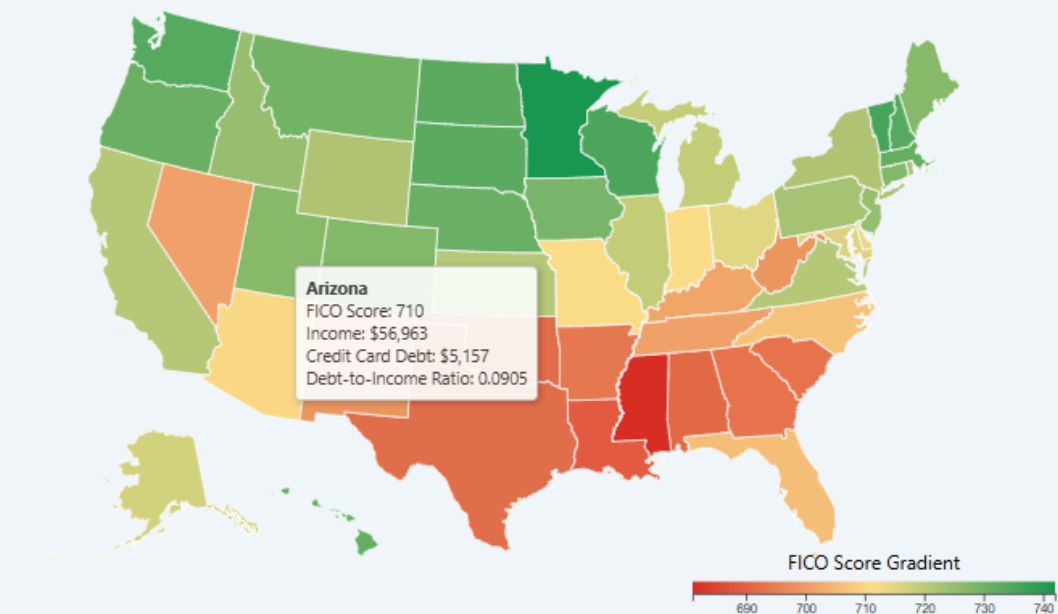 Arizona
FICO Score: 710
Income: $56,963
Credit Card Debt: $5,157
Debt-to-Income Ratio: 0.0905
FICO Score Gradient
690 700 710 720 730 740